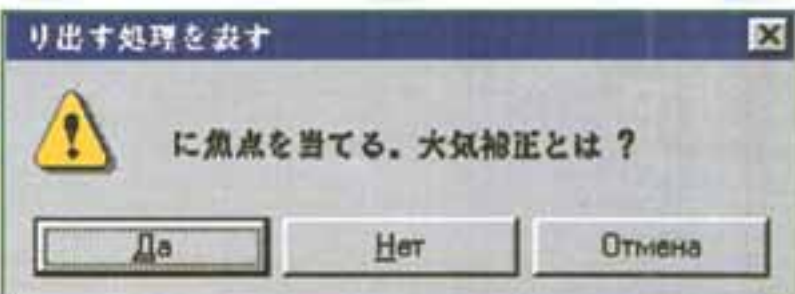 り出す処理を表す
に焦点を当てる。大気補正とは ?
Да
Нет
Отмена